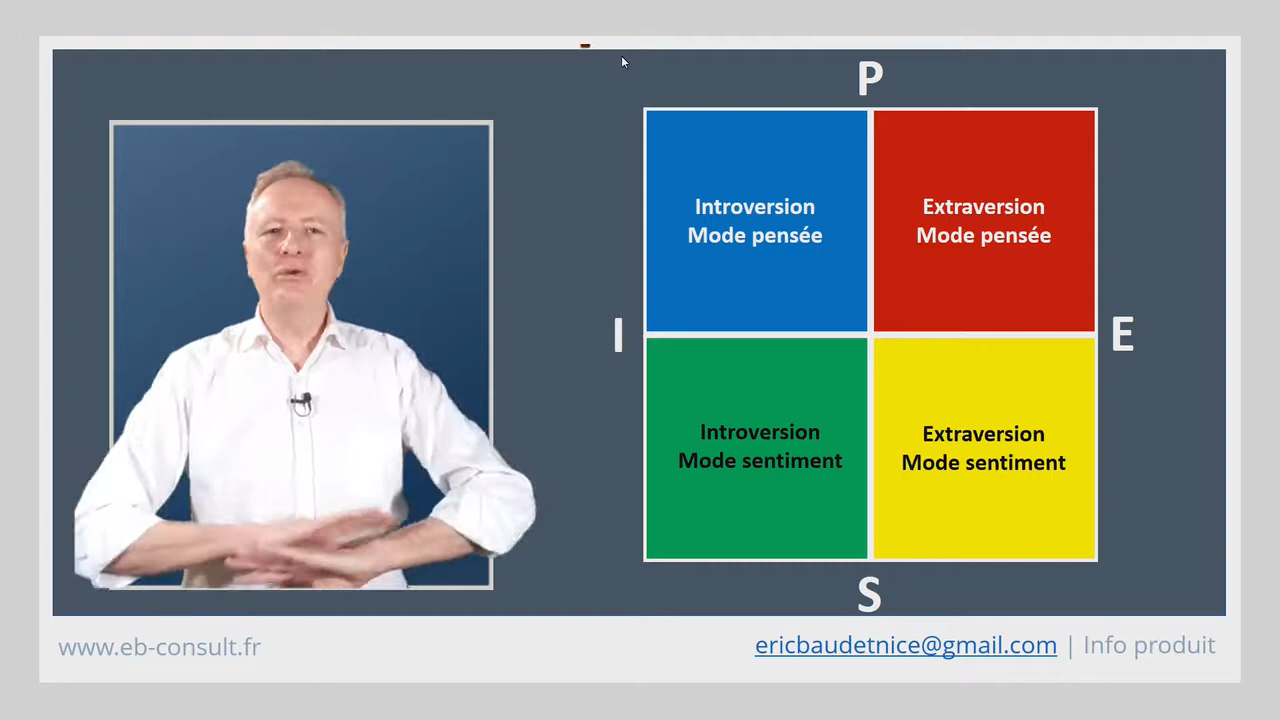 P
Introversion
Mode pensée
Extraversion
Mode pensée
I
E
Introversion
Mode sentiment
Extraversion
Mode sentiment
S
www.eb-consult.fr
ericbaudetnice@gmail.com | Info produit